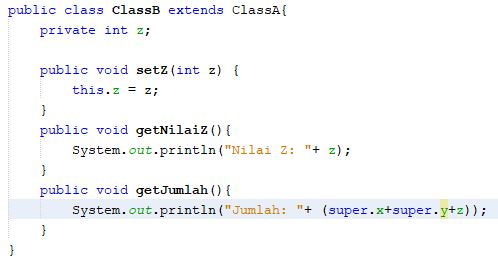 public class ClassB extends ClassA{
private int z;
public void setZ(int z) {
this.z = z;
}
public void getNilaiZ(){
System.out.println("Nilai Z: "+ z);
}
public void getJumlah(){
System.out.println("Jumlah: "+ (super.x+super.y+z));
}
}